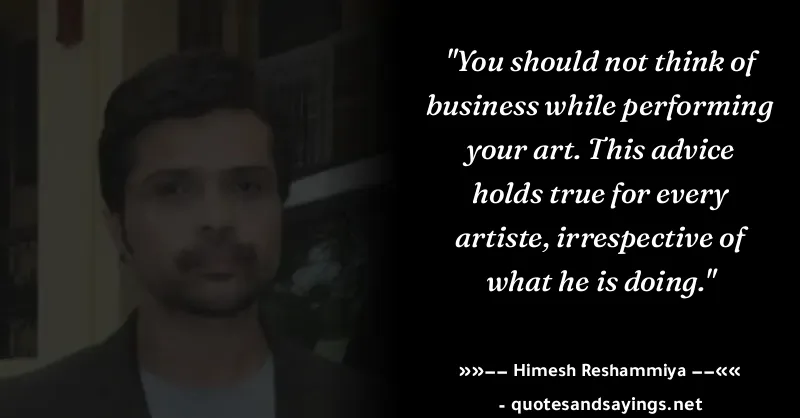 "You should not think of
business while performing
your art. This advice
holds true for every
artiste, irrespective of
what he is doing."
»»–– Himesh Reshammiya ––««
- quotesandsayings.net